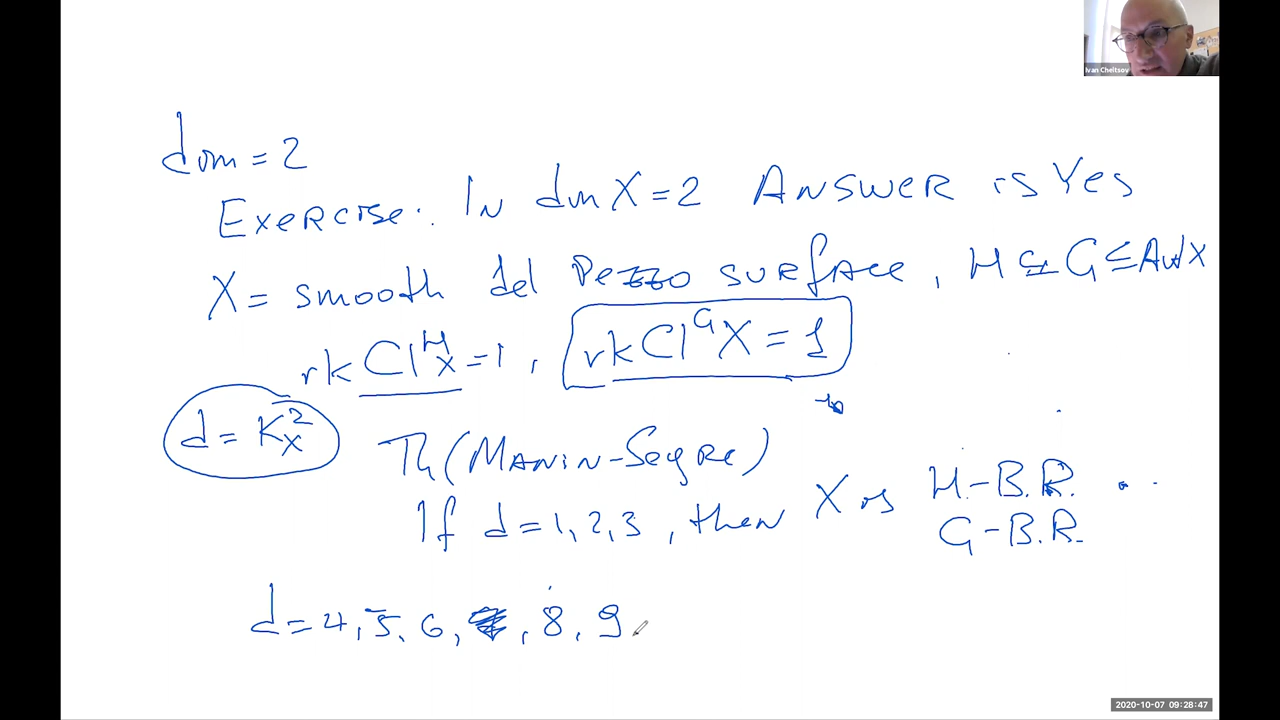 Ivan Cheltsov
dim = 2
Exercise: In dim X = 2 Answer is Yes
X = smooth del Pezzo surface, H ⊆ G ⊆ Aut X
rk Cl^H X = 1, rk Cl^G X = 1
d = K_X^2
Th (Manin-Segre)
If d = 1, 2, 3, then X is H-B.R.
G-B.R.
d = 4, 5, 6, , 8, 9
2020-10-07 09:28:47